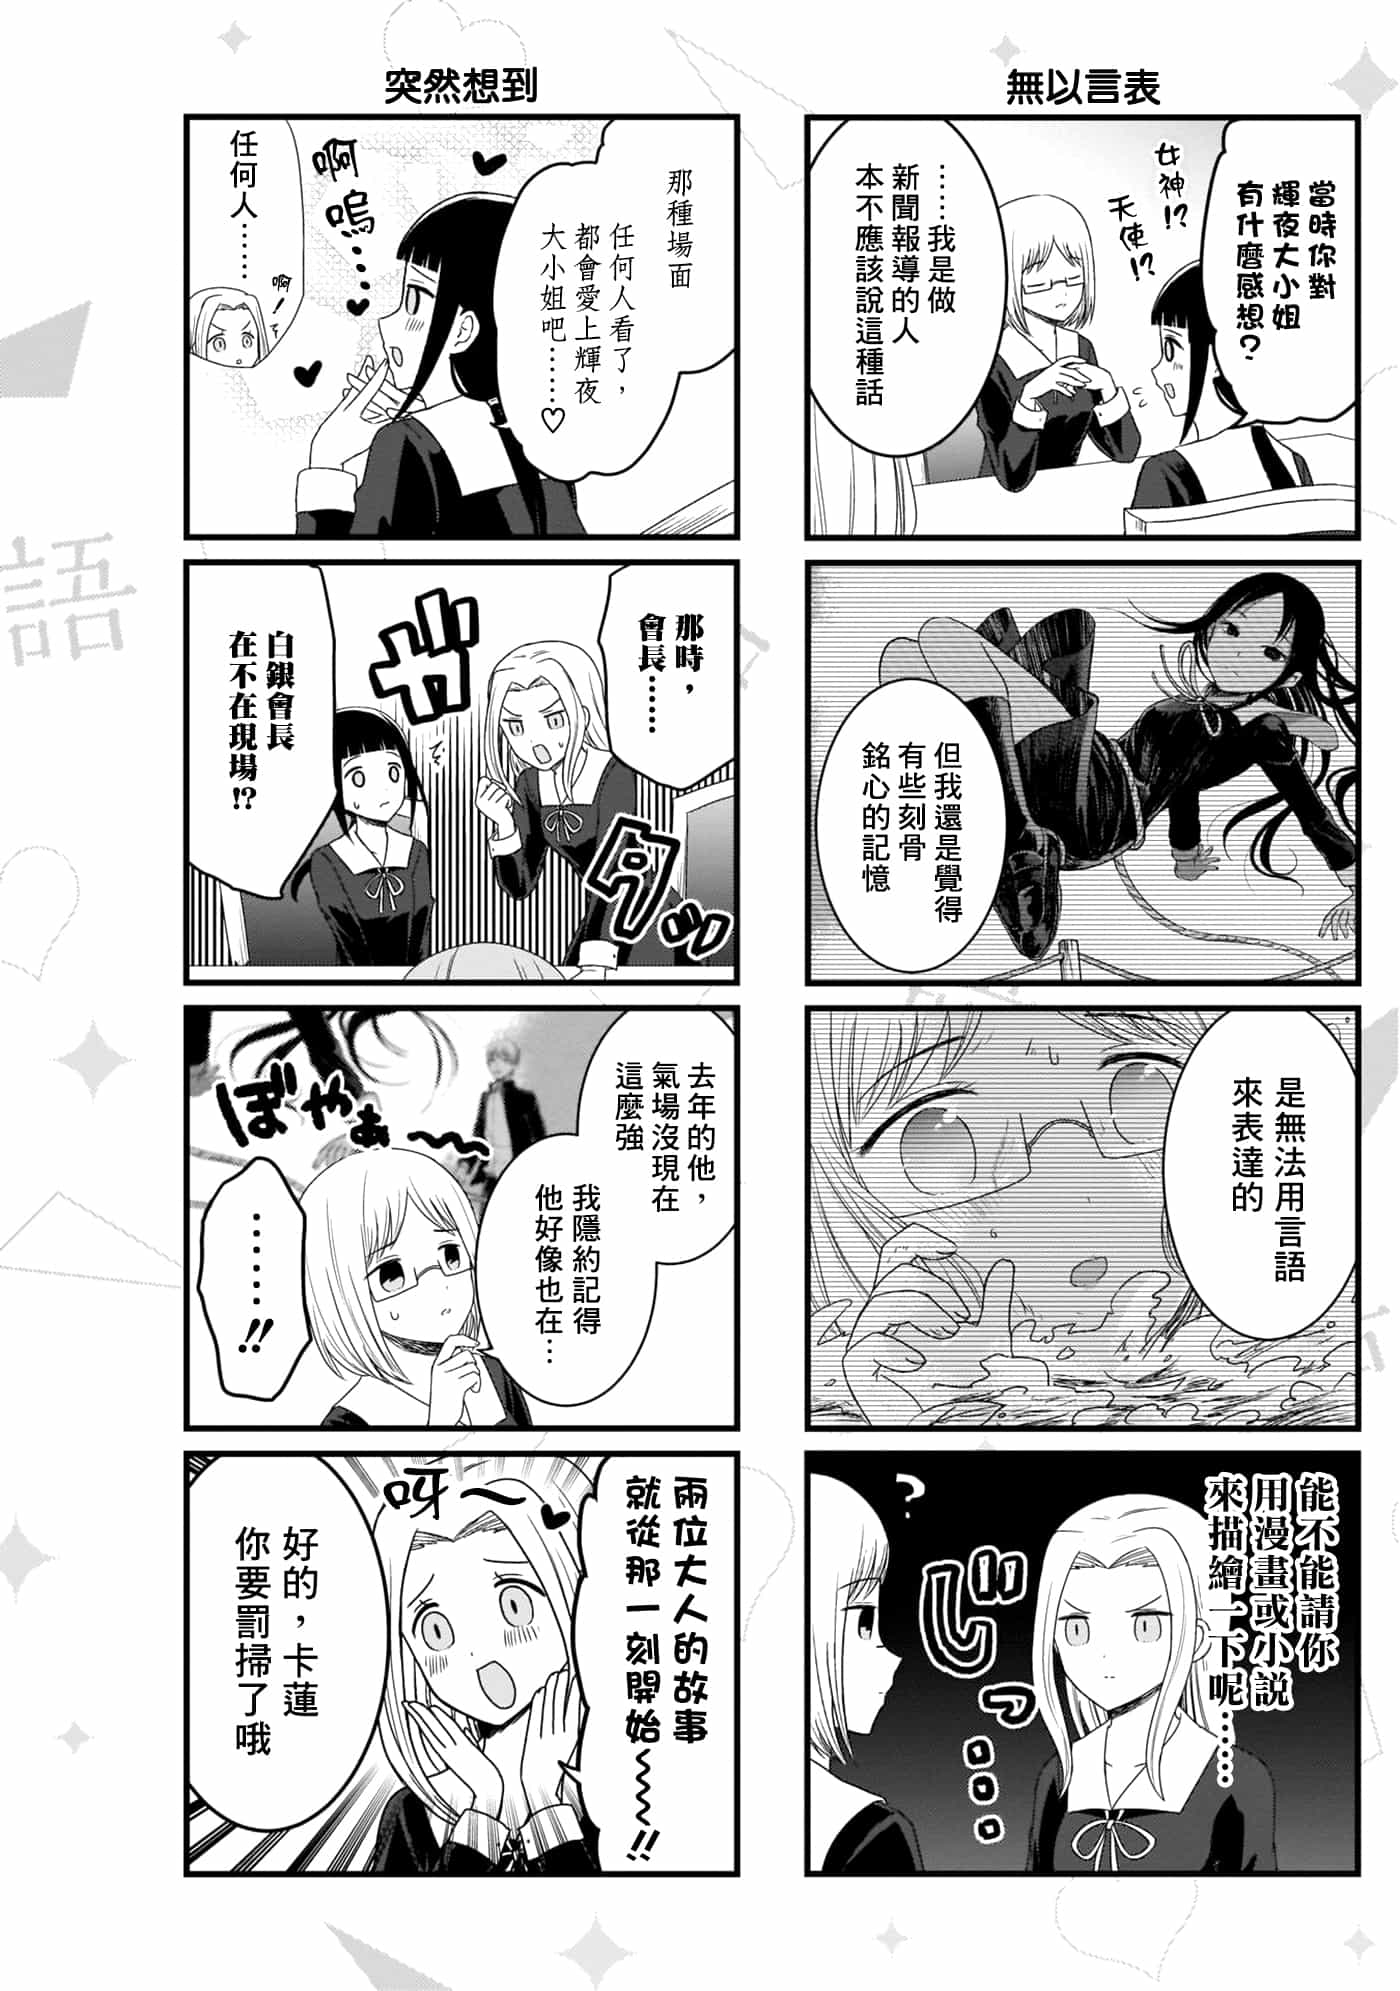 無以言表
當時你對
輝夜大小姐
有什麼感想？
女神!?
天使!?
……我是做
新聞報導的人
本不應該說這種話
但我還是覺得
有些刻骨
銘心的記憶
是無法用言語
來表達的
能不能請你
用漫畫或小説
來描繪一下呢……
?
じっ…
突然想到
那種場面
任何人看了，
都會愛上輝夜
大小姐吧……♡
啊
嗚……
任何人……
啊！
那時，
會長……
ガタッ
白銀會長
在不在現場!?
去年的他，
氣場沒現在
這麼強
我隱約記得
他好像也在…
ぼやぁ〜〜
……!!
兩位大人的故事
就從那一刻開始〜〜〜!!
呀〜
好的，卡蓮
你要罰掃了哦
語